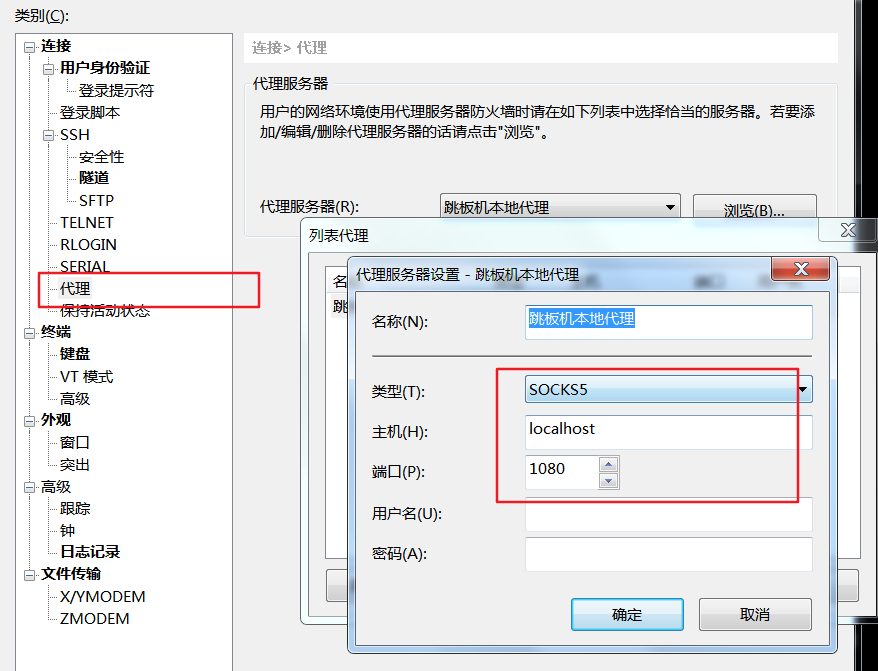 类别(C):
连接
用户身份验证
登录提示符
登录脚本
SSH
安全性
隧道
SFTP
TELNET
RLOGIN
SERIAL
代理
保持活动状态
终端
键盘
VT 模式
高级
外观
窗口
突出
高级
跟踪
钟
日志记录
文件传输
X/YMODEM
ZMODEM
连接> 代理
代理服务器
用户的网络环境使用代理服务器防火墙时请在如下列表中选择恰当的服务器。若要添
加/编辑/删除代理服务器的话请点击"浏览"。
代理服务器(R):
跳板机本地代理
浏览(B)...
列表代理
名
跳
代理服务器设置 - 跳板机本地代理
名称(N):
跳板机本地代理
类型(T):
SOCKS5
主机(H):
localhost
端口(P):
1080
用户名(U):
密码(A):
确定
取消